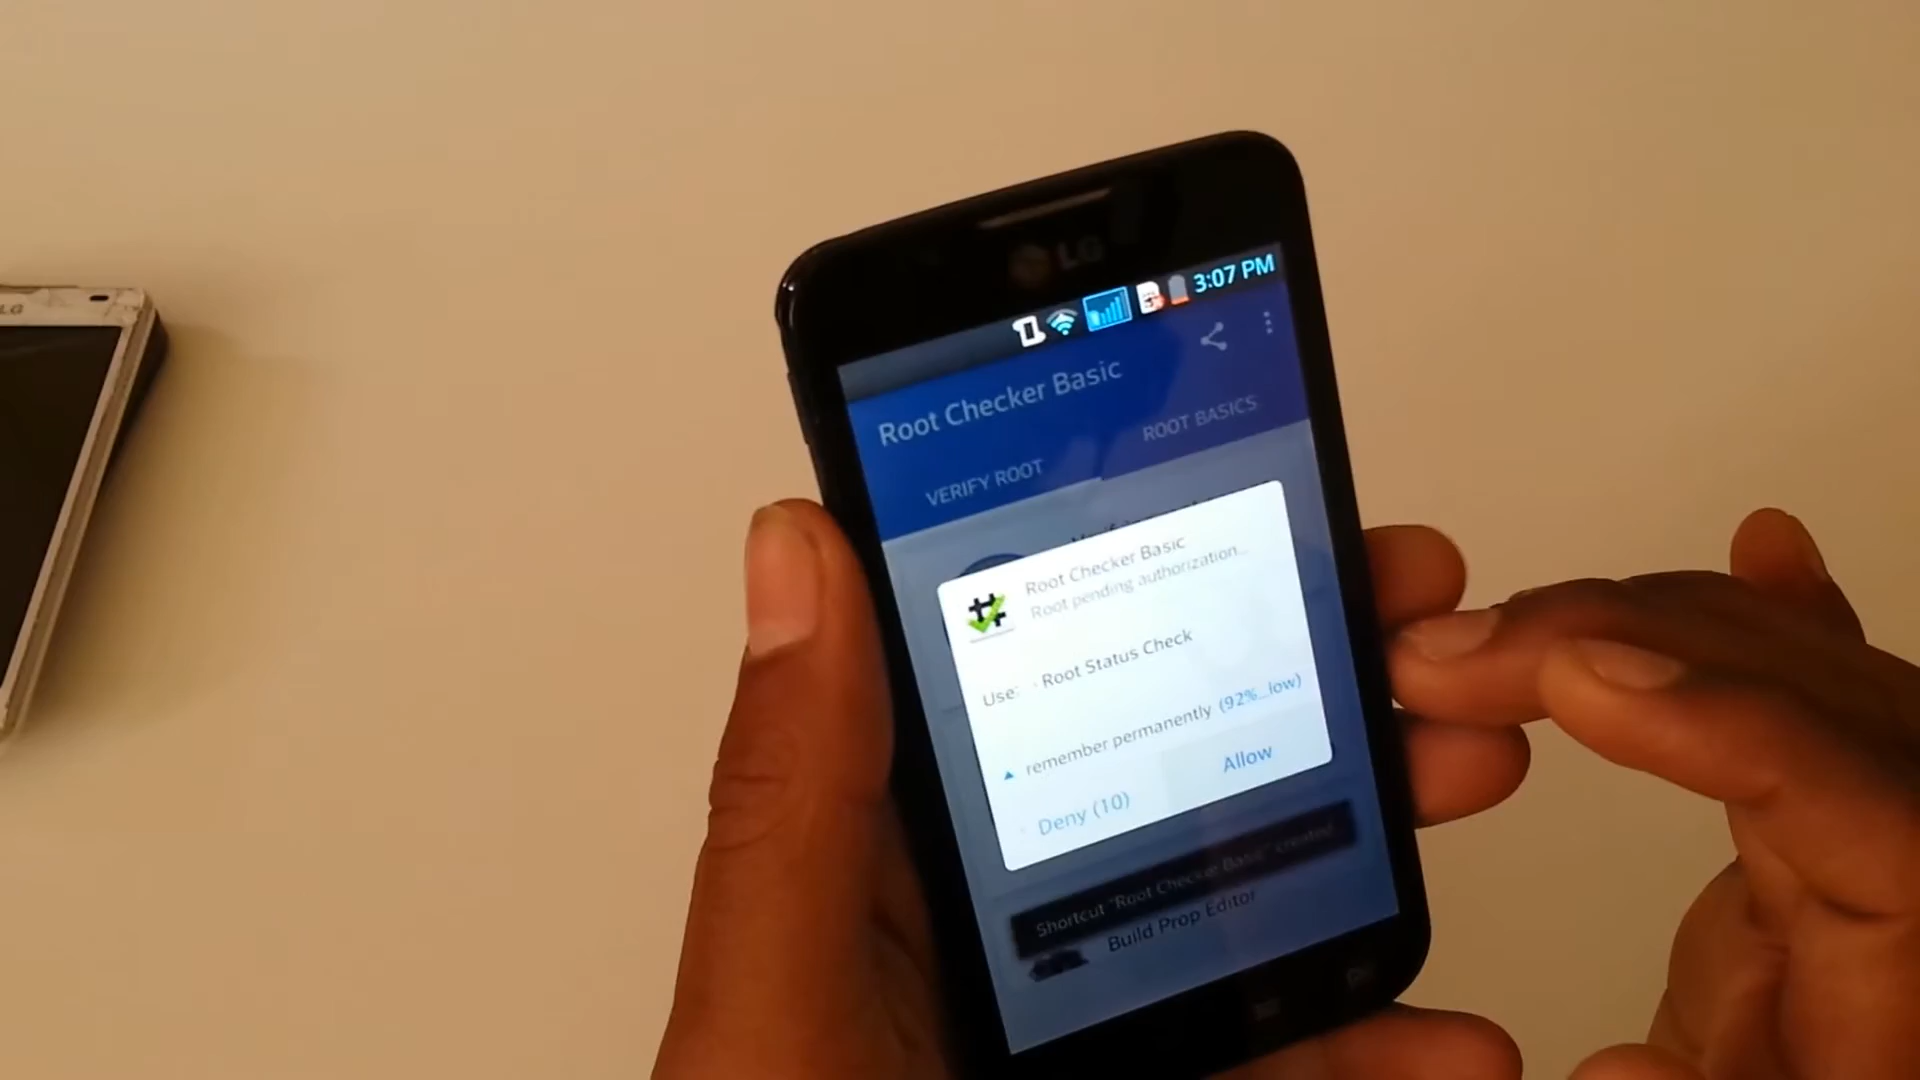 LG
LG
3:07 PM
Root Checker Basic
VERIFY ROOT
ROOT BASICS
Root Checker Basic
Root pending authorization...
Use: Root Status Check
remember permanently (92%...low)
Deny (10)
Allow
Shortcut "Root Checker Basic" created
Build Prop Editor